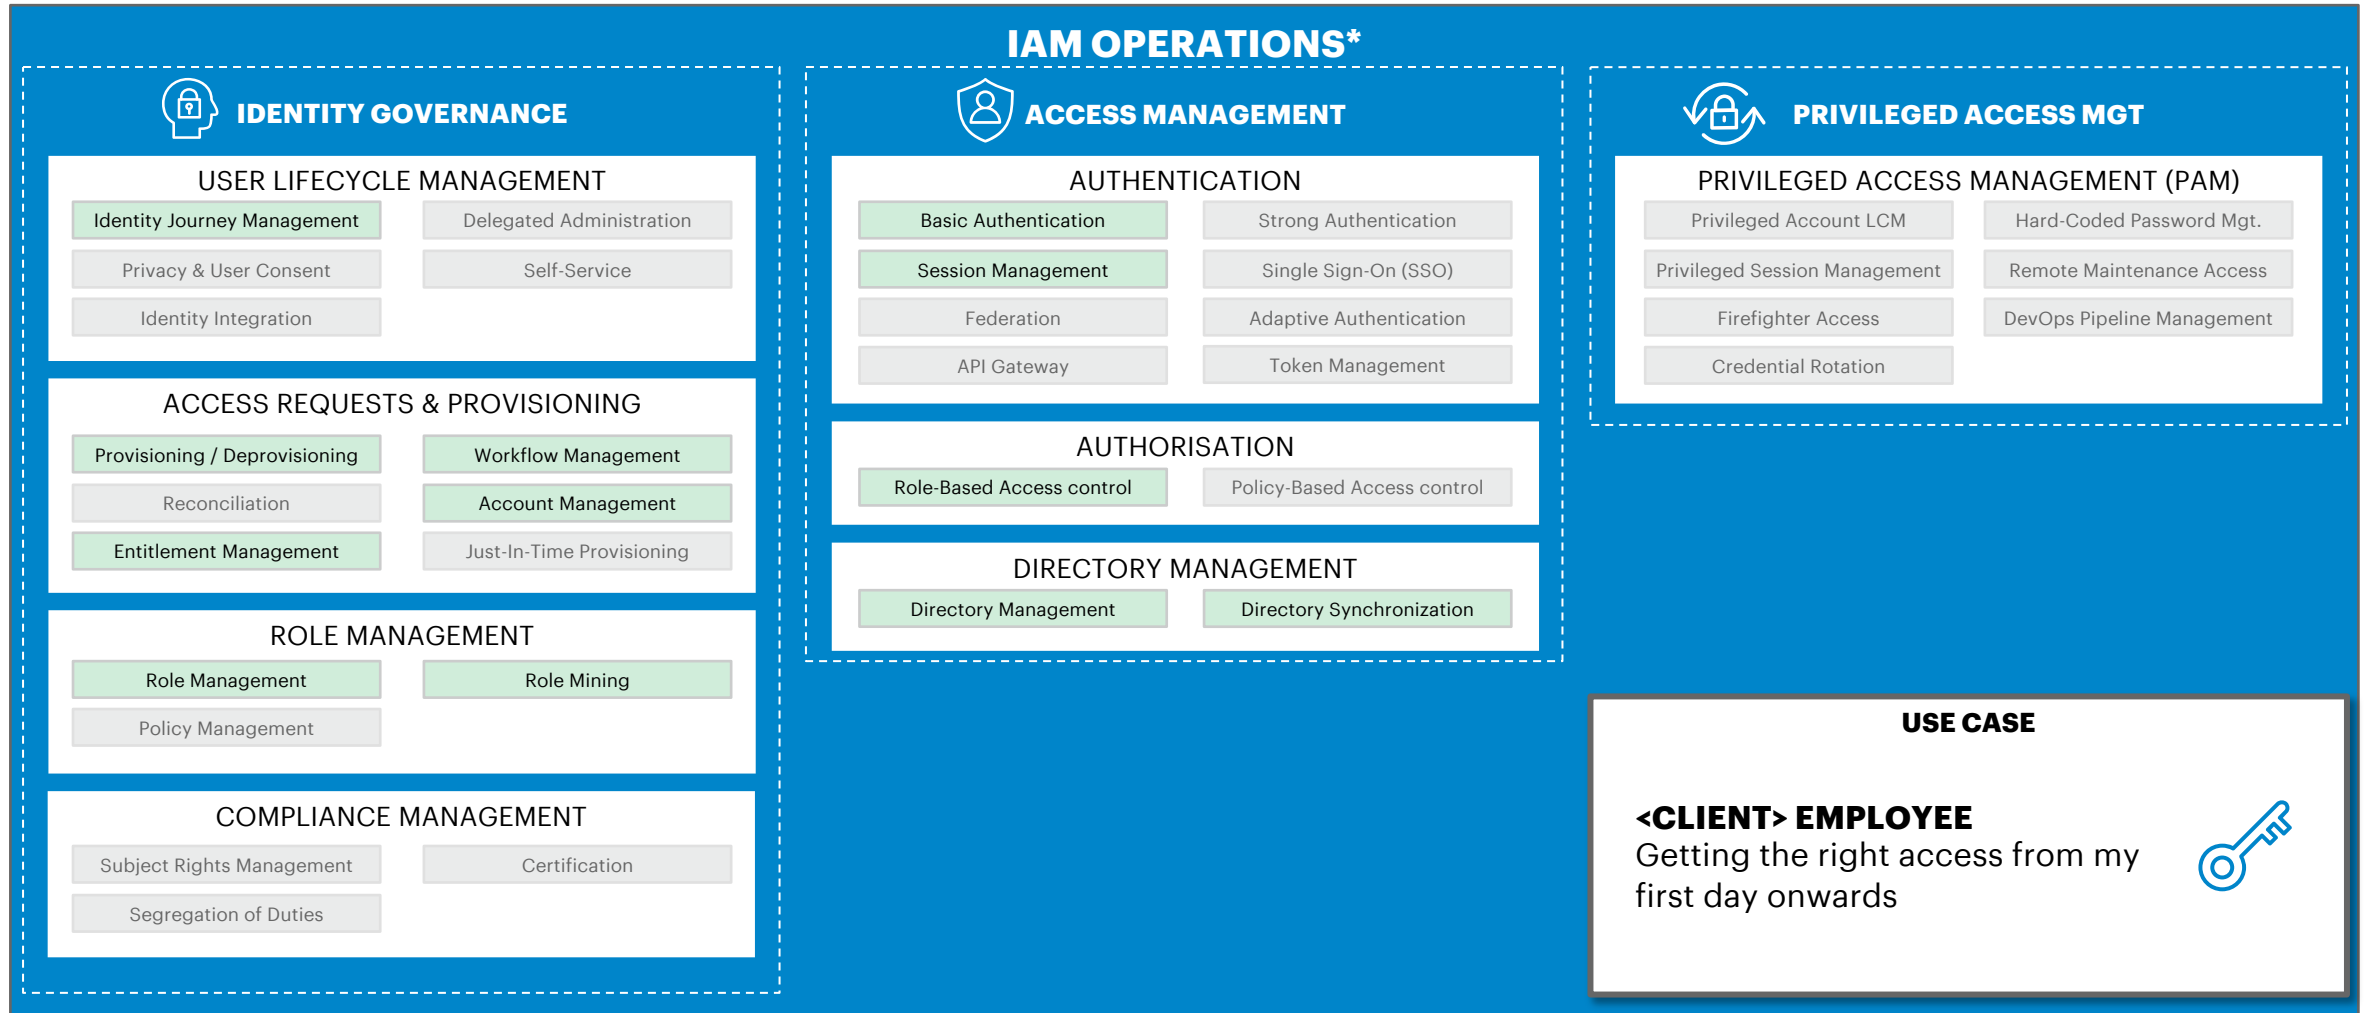 IAM OPERATIONS*
IDENTITY GOVERNANCE
USER LIFECYCLE MANAGEMENT
Identity Journey Management
Delegated Administration
Privacy & User Consent
Self-Service
Identity Integration
ACCESS REQUESTS & PROVISIONING
Provisioning / Deprovisioning
Workflow Management
Reconciliation
Account Management
Entitlement Management
Just-In-Time Provisioning
ROLE MANAGEMENT
Role Management
Role Mining
Policy Management
COMPLIANCE MANAGEMENT
Subject Rights Management
Certification
Segregation of Duties
ACCESS MANAGEMENT
AUTHENTICATION
Basic Authentication
Strong Authentication
Session Management
Single Sign-On (SSO)
Federation
Adaptive Authentication
API Gateway
Token Management
AUTHORISATION
Role-Based Access control
Policy-Based Access control
DIRECTORY MANAGEMENT
Directory Management
Directory Synchronization
PRIVILEGED ACCESS MGT
PRIVILEGED ACCESS MANAGEMENT (PAM)
Privileged Account LCM
Hard-Coded Password Mgt.
Privileged Session Management
Remote Maintenance Access
Firefighter Access
DevOps Pipeline Management
Credential Rotation
USE CASE
<CLIENT> EMPLOYEE
Getting the right access from my
first day onwards